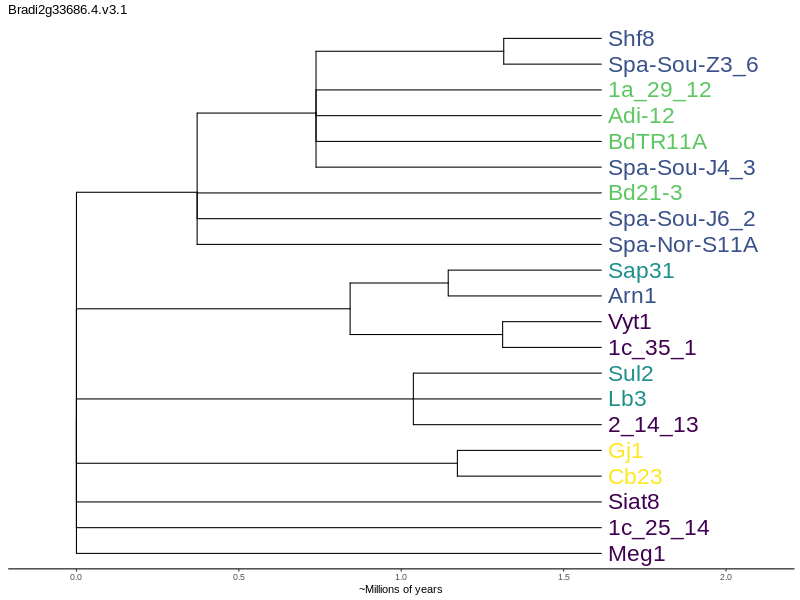 Bradi2g33686.4.v3.1
Shf8
Spa-Sou-Z3_6
1a_29_12
Adi-12
BdTR11A
Spa-Sou-J4_3
Bd21-3
Spa-Sou-J6_2
Spa-Nor-S11A
Sap31
Arn1
Vyt1
1c_35_1
Sul2
Lb3
2_14_13
Gj1
Cb23
Siat8
1c_25_14
Meg1
0.0 0.5 1.0 1.5 2.0
~Millions of years